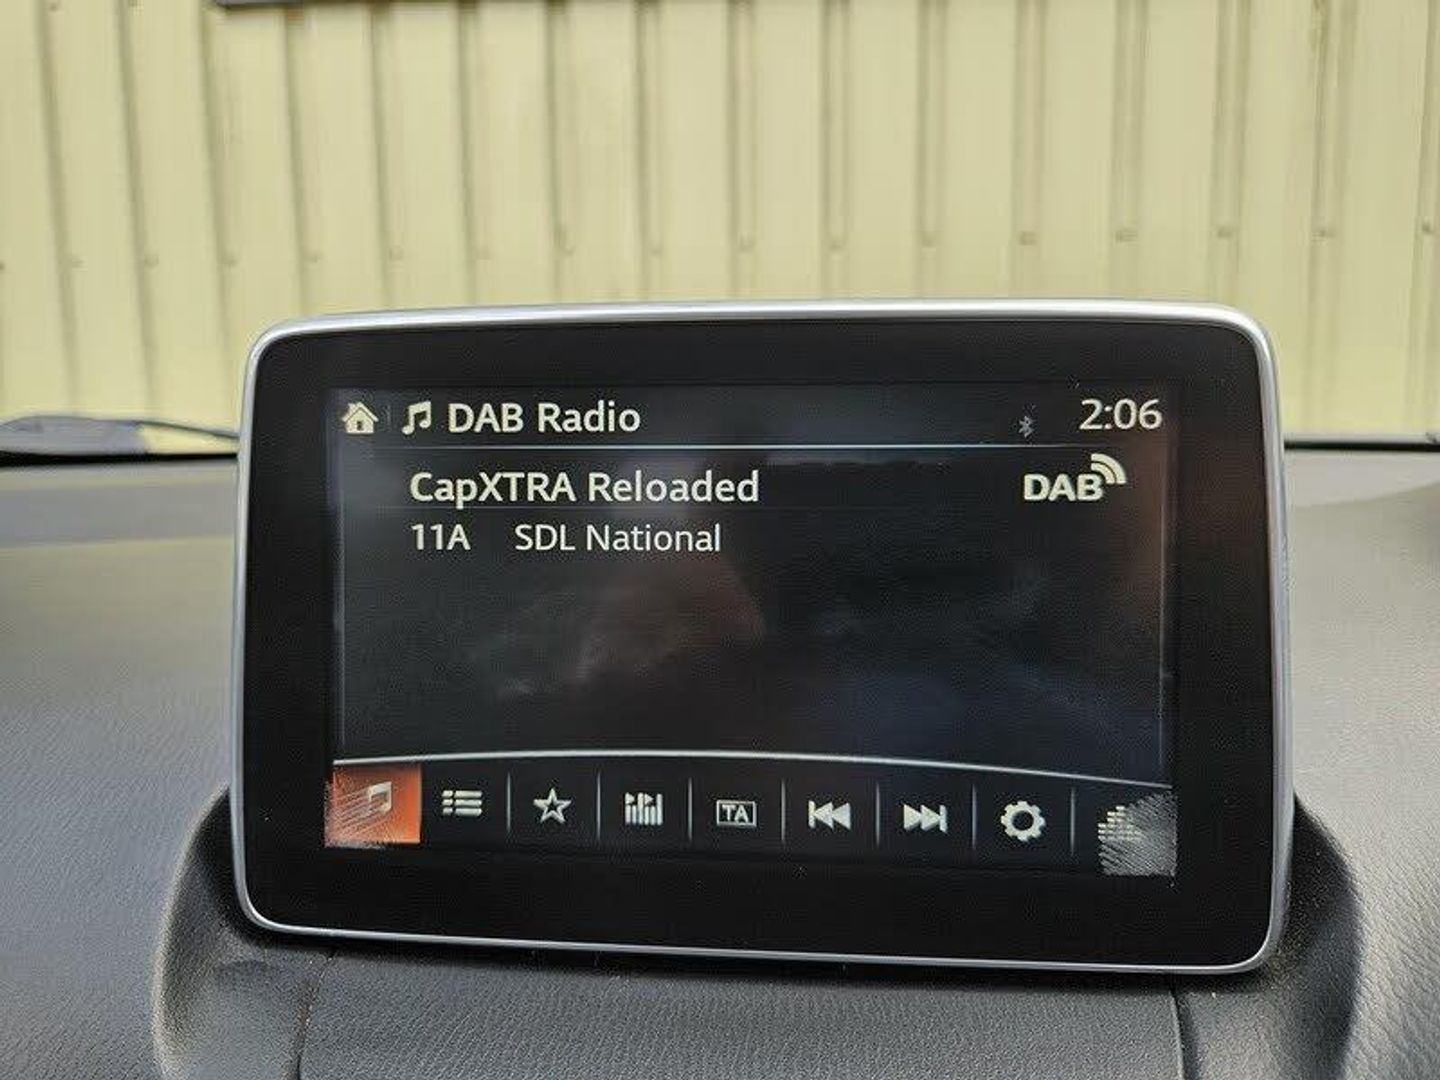 DAB Radio 2:06
CapXTRA Reloaded DAB
11A SDL National
TA